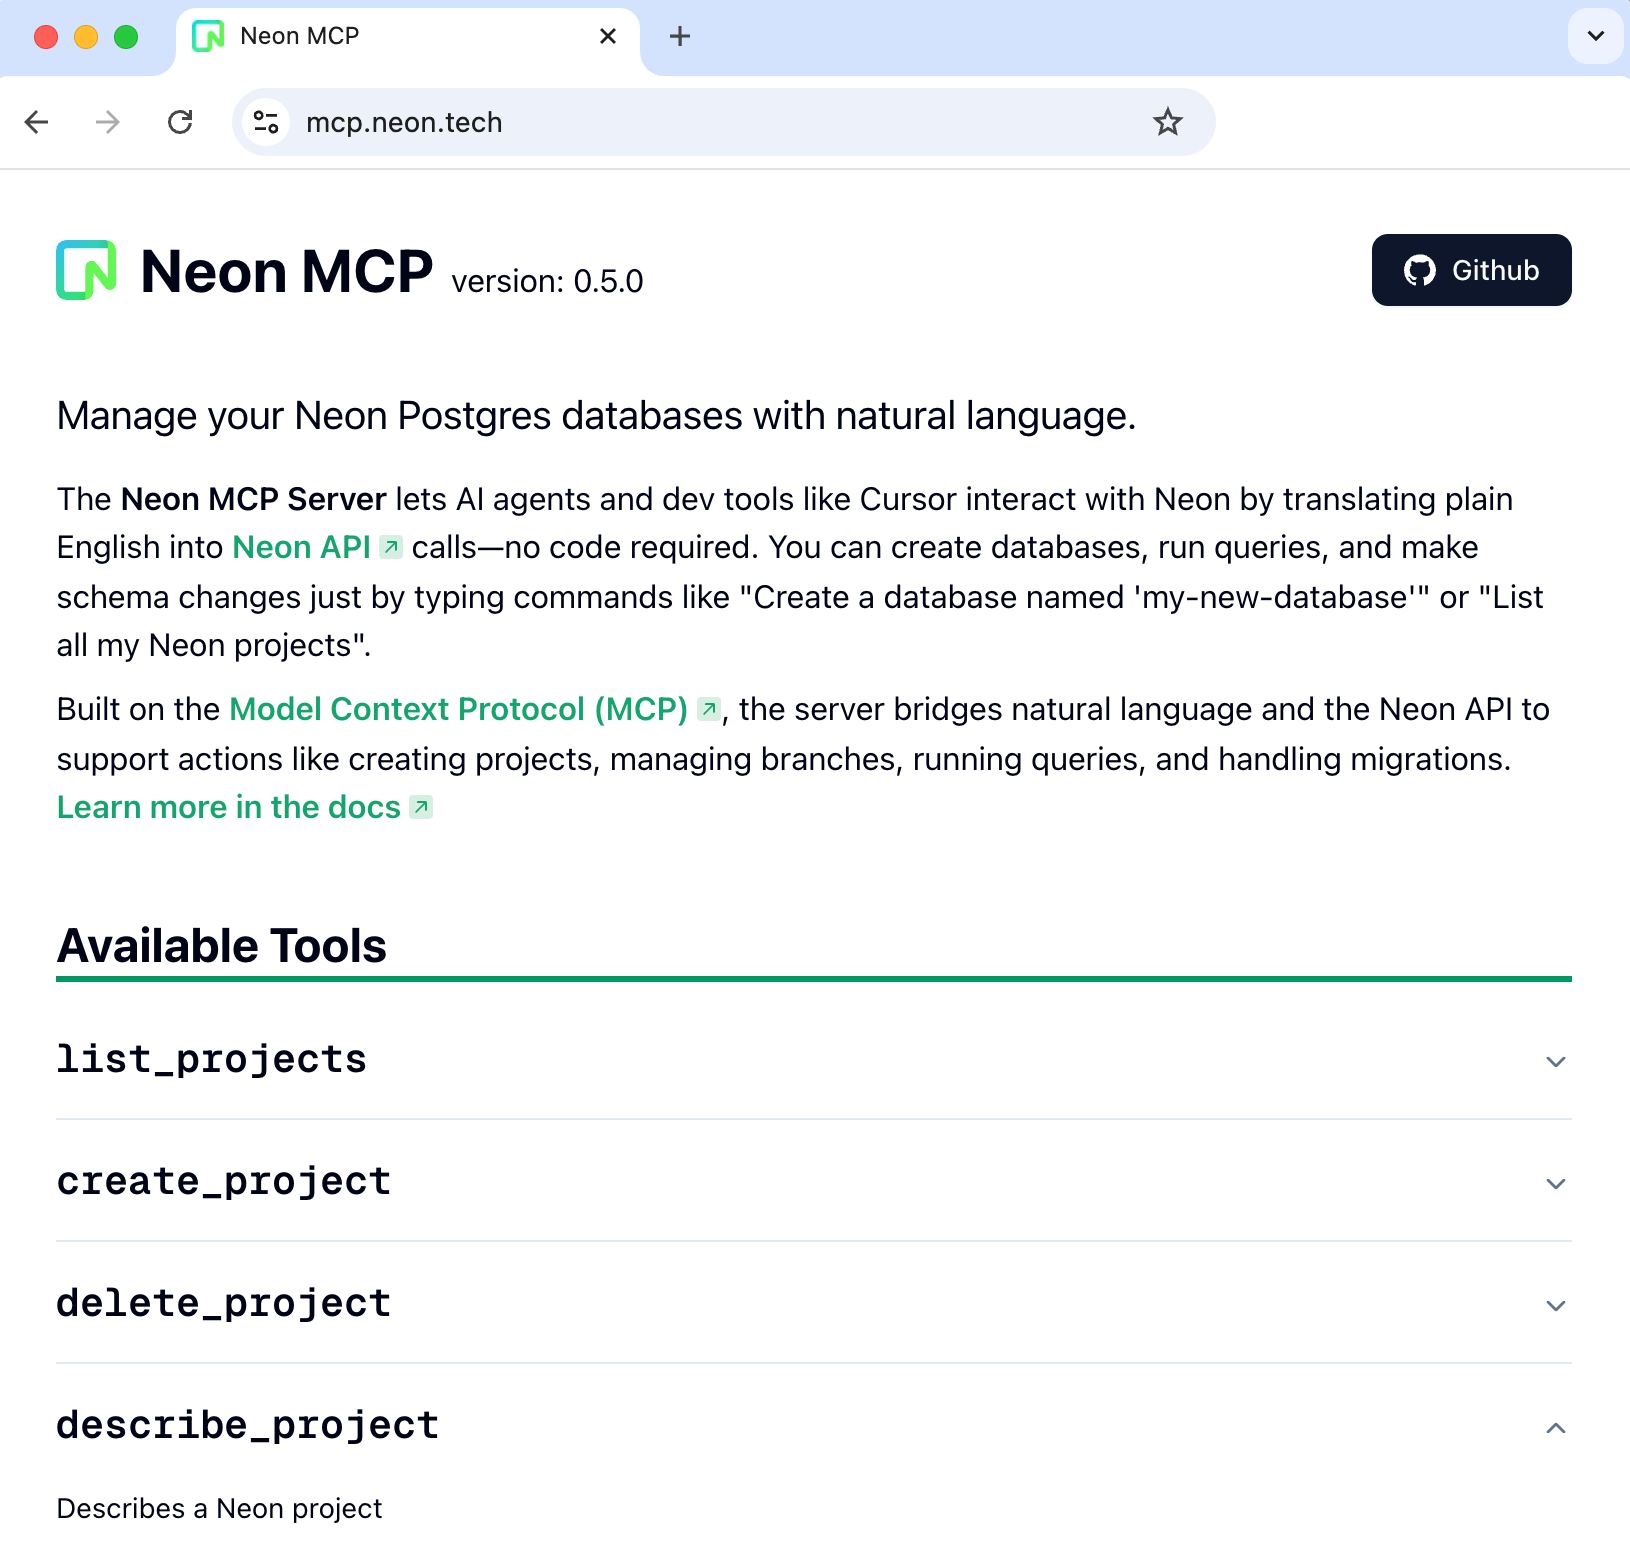 Neon MCP
mcp.neon.tech
Neon MCP version: 0.5.0
Github
Manage your Neon Postgres databases with natural language.
The Neon MCP Server lets AI agents and dev tools like Cursor interact with Neon by translating plain
English into Neon API calls—no code required. You can create databases, run queries, and make
schema changes just by typing commands like "Create a database named 'my-new-database'" or "List
all my Neon projects".
Built on the Model Context Protocol (MCP), the server bridges natural language and the Neon API to
support actions like creating projects, managing branches, running queries, and handling migrations.
Learn more in the docs
Available Tools
list_projects
create_project
delete_project
describe_project
Describes a Neon project